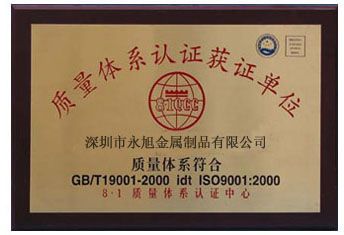 质量体系认证获证单位
81QCC
深圳市永旭金属制品有限公司
质量体系符合
GB/T19001-2000 idt ISO9001:2000
8·1质量体系认证中心